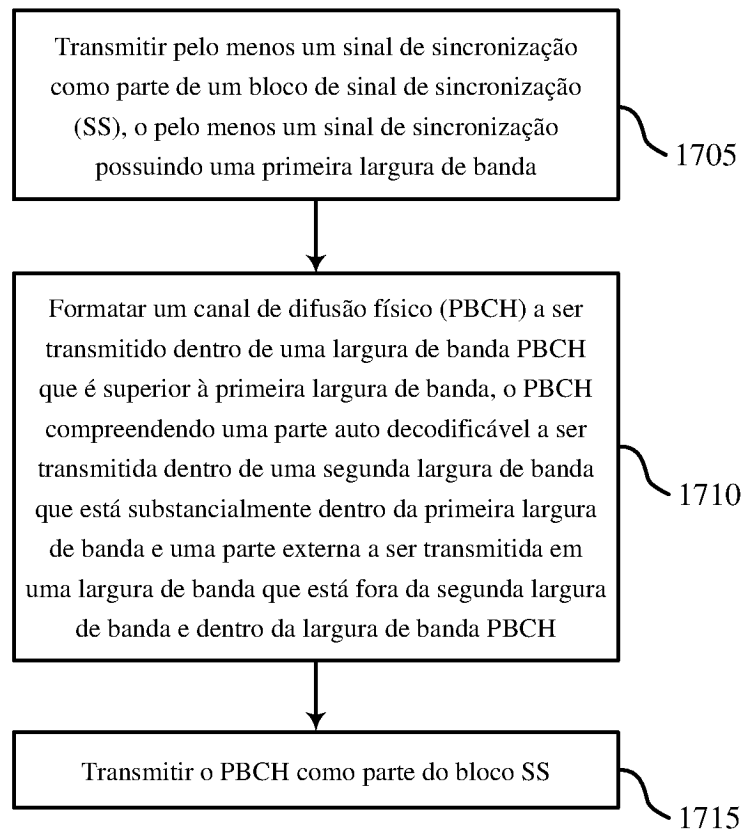 Transmitir pelo menos um sinal de sincronização
como parte de um bloco de sinal de sincronização
(SS), o pelo menos um sinal de sincronização
possuindo uma primeira largura de banda
1705
Formatar um canal de difusão físico (PBCH) a ser
transmitido dentro de uma largura de banda PBCH
que é superior à primeira largura de banda, o PBCH
compreendendo uma parte auto decodificável a ser
transmitida dentro de uma segunda largura de banda
que está substancialmente dentro da primeira largura
de banda e uma parte externa a ser transmitida em
uma largura de banda que está fora da segunda largura
de banda e dentro da largura de banda PBCH
1710
Transmitir o PBCH como parte do bloco SS
1715